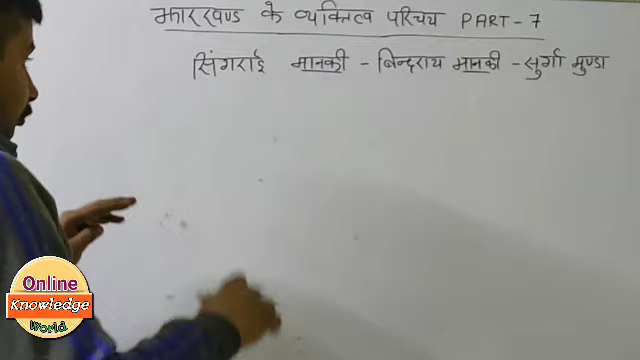 झारखण्ड के व्यक्तित्व परिचय PART-7
सिंगराई मानकी - बिन्दराय मानकी - सुर्गा मुण्डा
Online
Knowledge
World